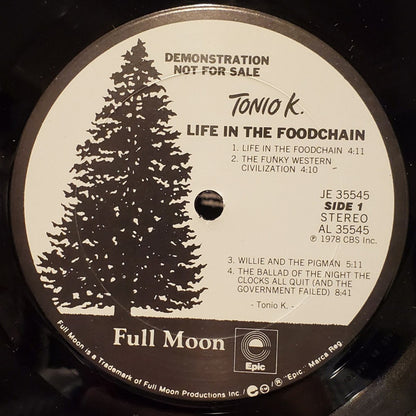 DEMONSTRATION
NOT FOR SALE
TONIO K.
LIFE IN THE FOODCHAIN
1. LIFE IN THE FOODCHAIN 4:11
2. THE FUNKY WESTERN
CIVILIZATION 4:10
JE 35545
SIDE 1
STEREO
AL 35545
℗ 1978 CBS Inc.
3. WILLIE AND THE PIGMAN 5:11
4. THE BALLAD OF THE NIGHT THE
CLOCKS ALL QUIT (AND THE
GOVERNMENT FAILED) 8:41
- Tonio K. -
Full Moon
Epic
Full Moon is a Trademark of Full Moon Productions Inc. / ® "Epic," Marca Reg